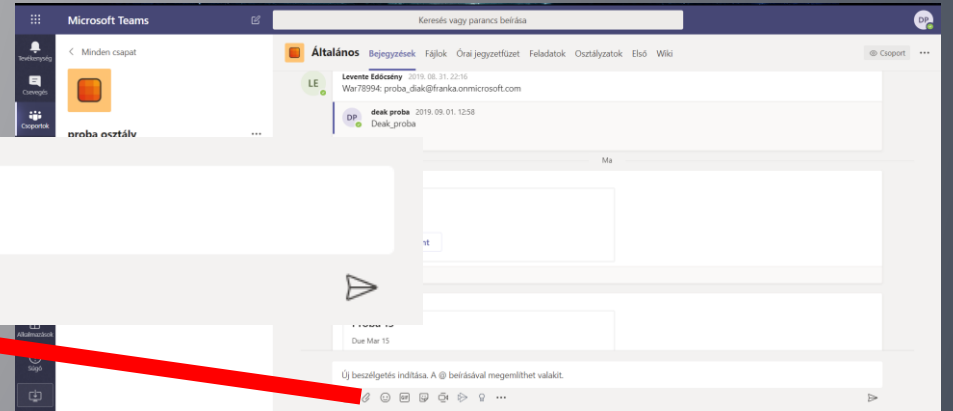 Microsoft Teams
Keresés vagy parancs beírása
DP
Tevékenység
Minden csapat
Általános Bejegyzések Fájlok Órai jegyzetfüzet Feladatok Osztályzatok Első Wiki
Csoport
Csevegés
LE
Levente Edőcsény 2019. 08. 31. 22:16
War78994: proba_diak@franka.onmicrosoft.com
Csoportok
DP
deak proba 2019. 09. 01. 12:58
Deak_proba
proba osztály
Ma
nt
Alkalmazások
Due Mar 15
Súgó
Új beszélgetés indítása. A @ beírásával megemlíthet valakit.
GIF